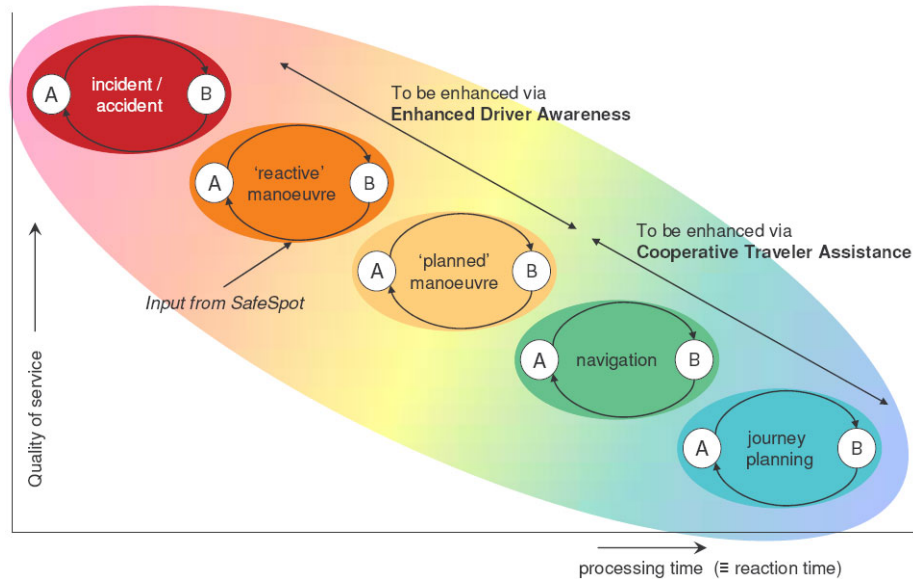 incident /
accident
A
B
To be enhanced via
Enhanced Driver Awareness
'reactive'
manoeuvre
A
B
To be enhanced via
Cooperative Traveler Assistance
'planned'
manoeuvre
A
B
Input from SafeSpot
navigation
A
B
journey
planning
A
B
Quality of service
processing time (≡ reaction time)